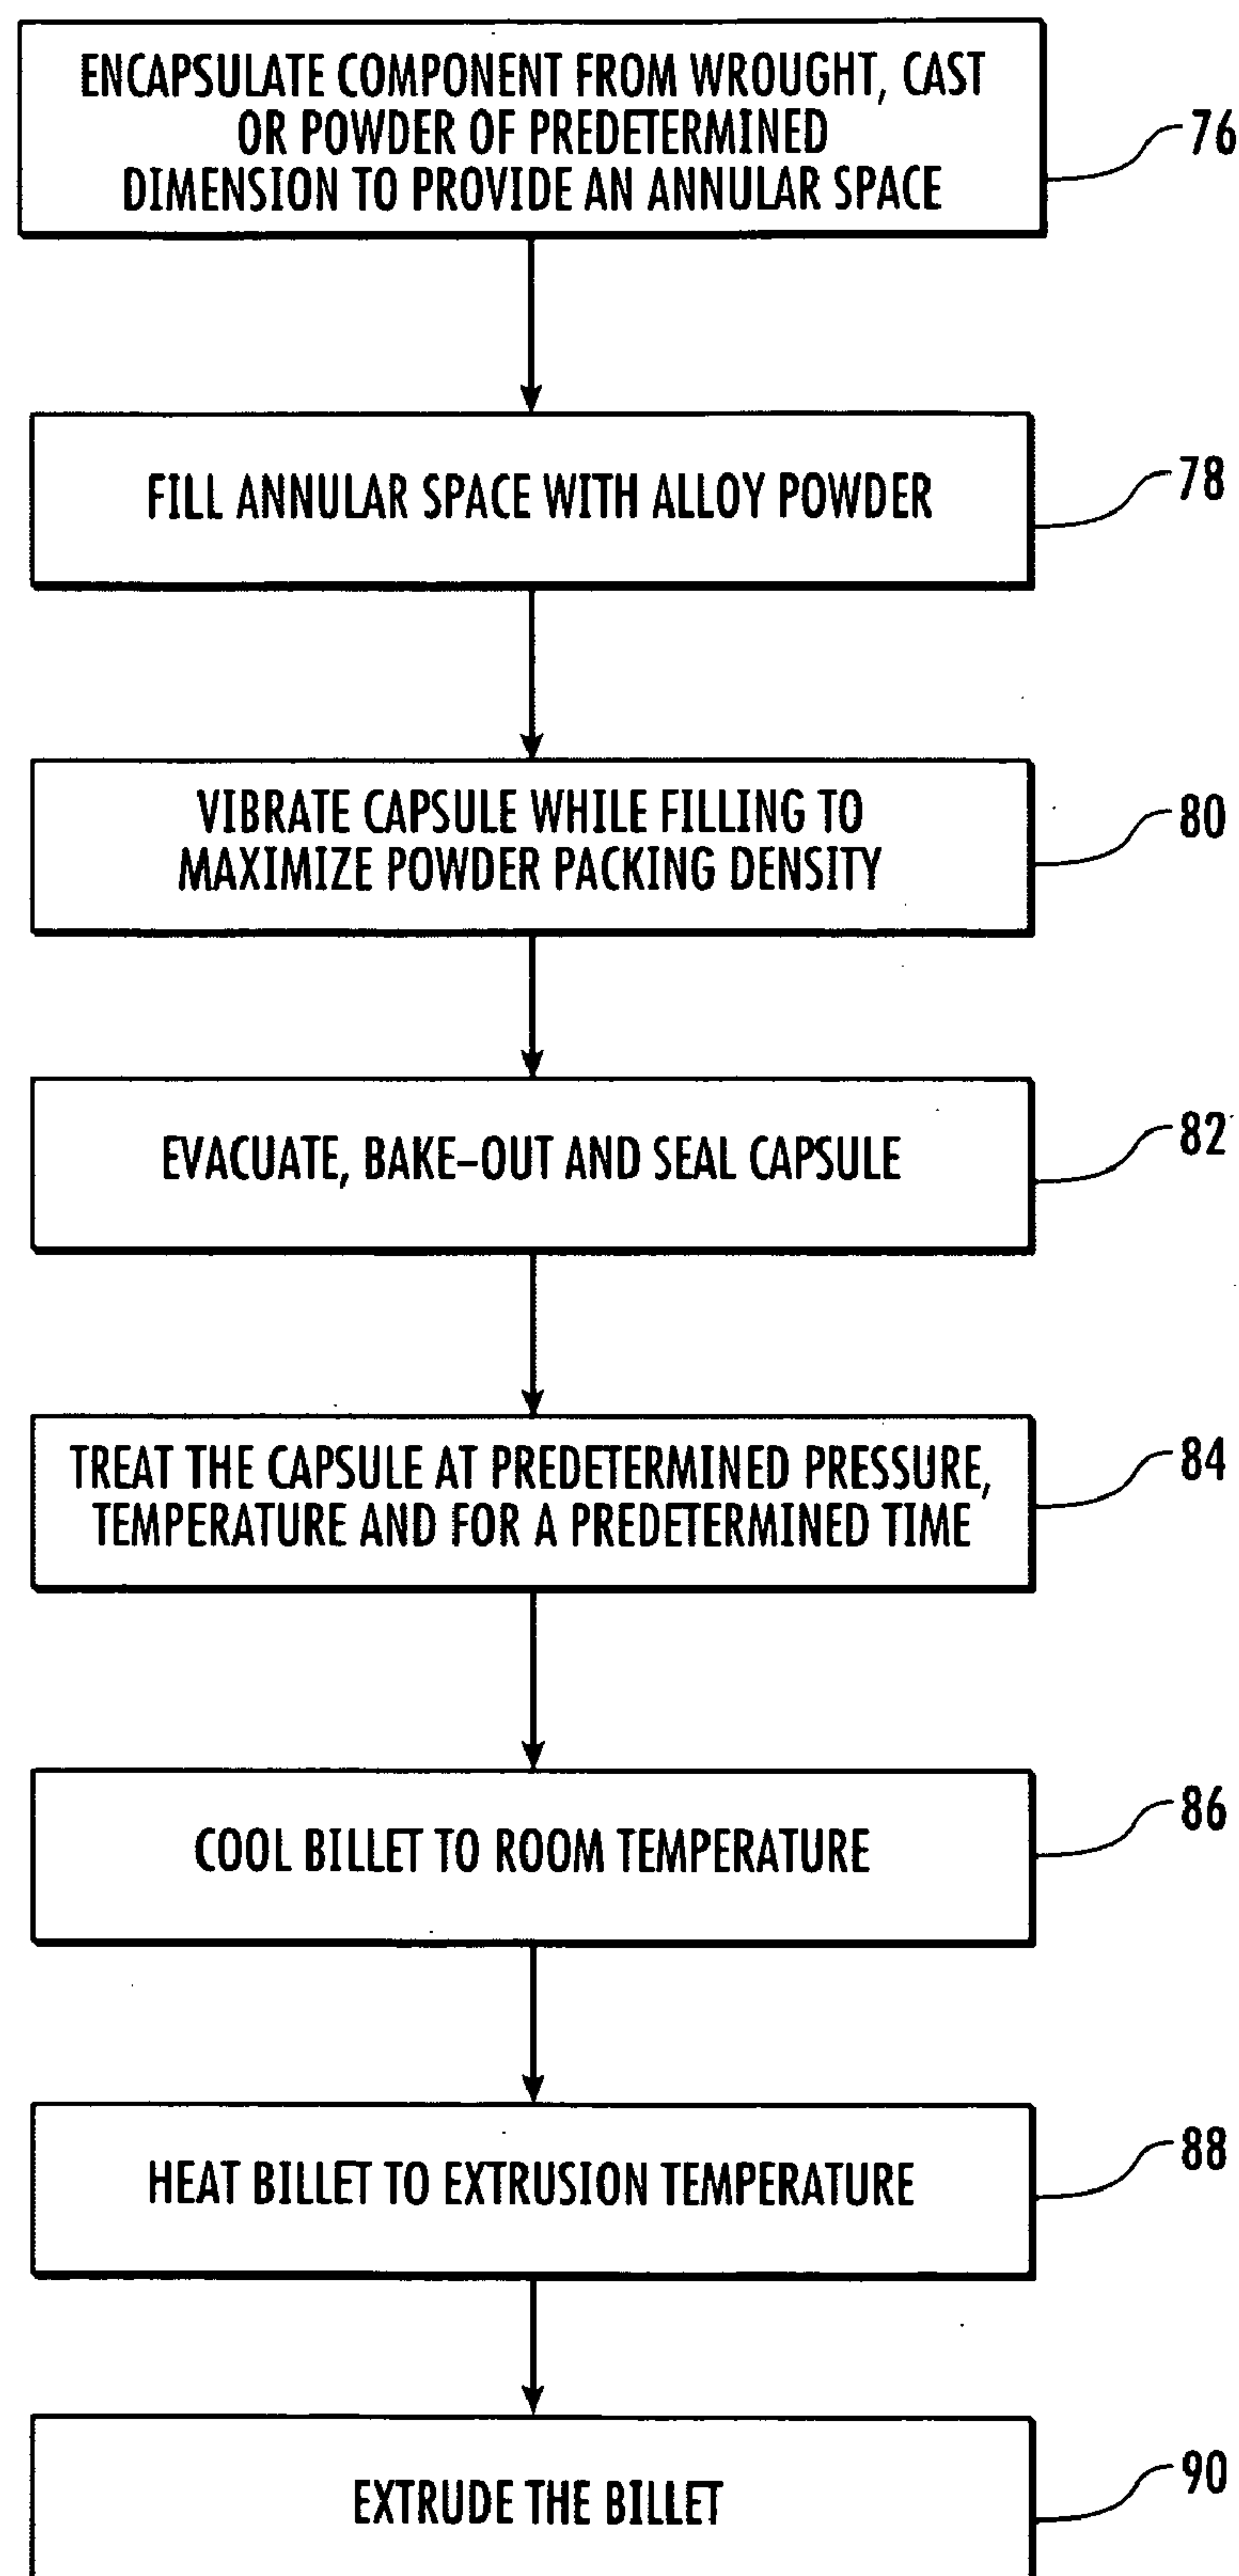 ENCAPSULATE COMPONENT FROM WROUGHT, CAST
OR POWDER OF PREDETERMINED
DIMENSION TO PROVIDE AN ANNULAR SPACE
76
FILL ANNULAR SPACE WITH ALLOY POWDER
78
VIBRATE CAPSULE WHILE FILLING TO
MAXIMIZE POWDER PACKING DENSITY
80
EVACUATE, BAKE-OUT AND SEAL CAPSULE
82
TREAT THE CAPSULE AT PREDETERMINED PRESSURE,
TEMPERATURE AND FOR A PREDETERMINED TIME
84
COOL BILLET TO ROOM TEMPERATURE
86
HEAT BILLET TO EXTRUSION TEMPERATURE
88
EXTRUDE THE BILLET
90